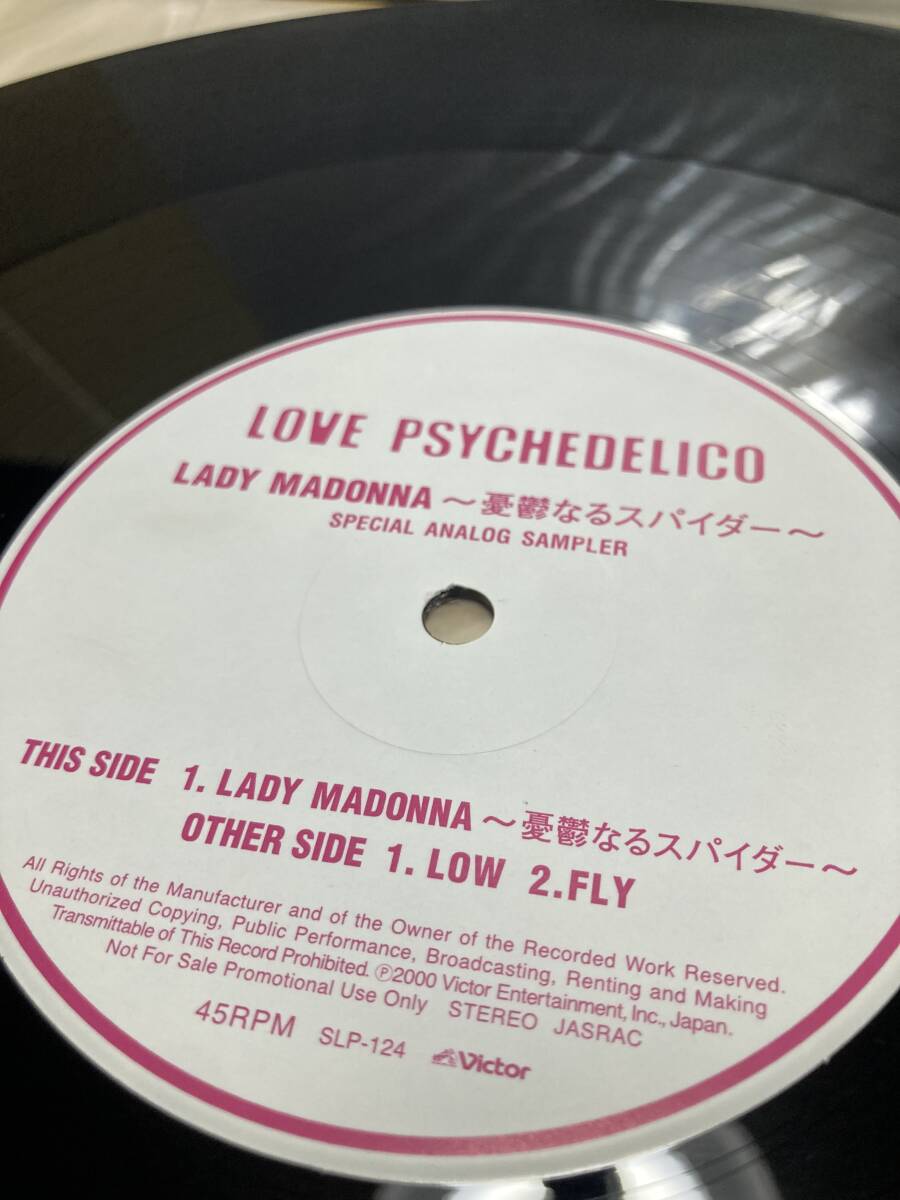 LOVE PSYCHEDELICO
LADY MADONNA ～憂鬱なるスパイダー～
SPECIAL ANALOG SAMPLER
THIS SIDE 1. LADY MADONNA ～憂鬱なるスパイダー～
OTHER SIDE 1. LOW 2.FLY
All Rights of the Manufacturer and of the Owner of the Recorded Work Reserved.
Unauthorized Copying, Public Performance, Broadcasting, Renting and Making
Transmittable of This Record Prohibited. ℗2000 Victor Entertainment, Inc., Japan.
Not For Sale Promotional Use Only STEREO JASRAC
45RPM SLP-124 Victor